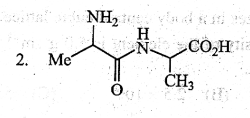 NH₂
H
2. Me N CO₂H
O CH₃